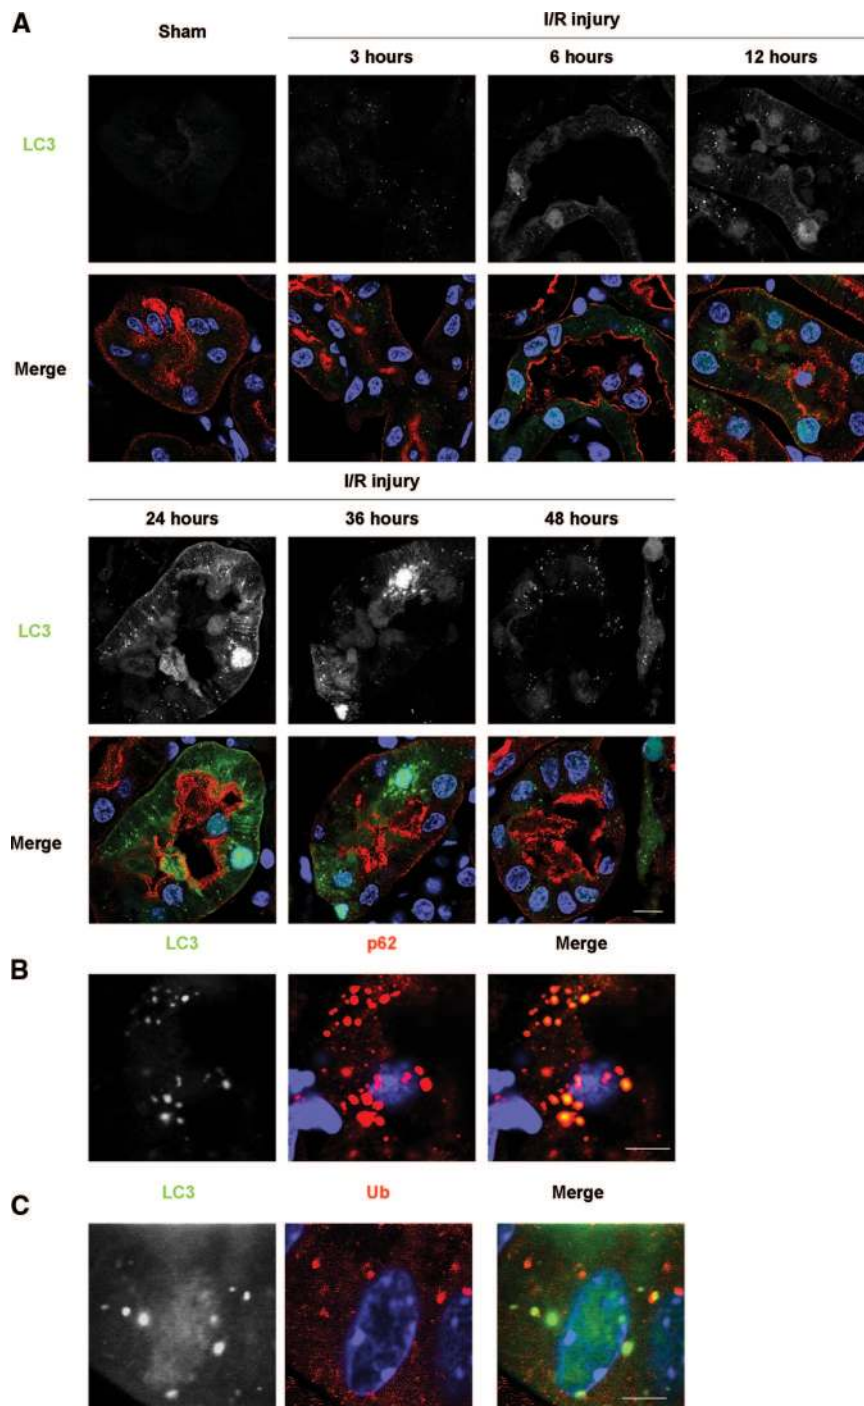 A
Sham
I/R injury
3 hours 6 hours 12 hours
LC3
Merge
I/R injury
24 hours 36 hours 48 hours
LC3
Merge
LC3 p62 Merge
B
LC3 Ub Merge
C